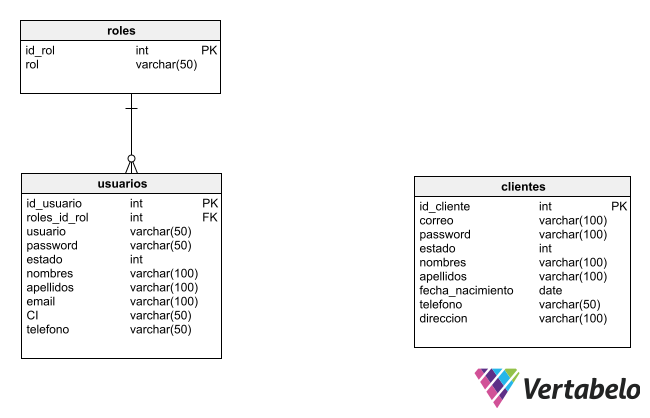 roles
id_rol int PK
rol varchar(50)
usuarios
id_usuario int PK
roles_id_rol int FK
usuario varchar(50)
password varchar(50)
estado int
nombres varchar(100)
apellidos varchar(100)
email varchar(100)
CI varchar(50)
telefono varchar(50)
clientes
id_cliente int PK
correo varchar(100)
password varchar(100)
estado int
nombres varchar(100)
apellidos varchar(100)
fecha_nacimiento date
telefono varchar(50)
direccion varchar(100)
Vertabelo